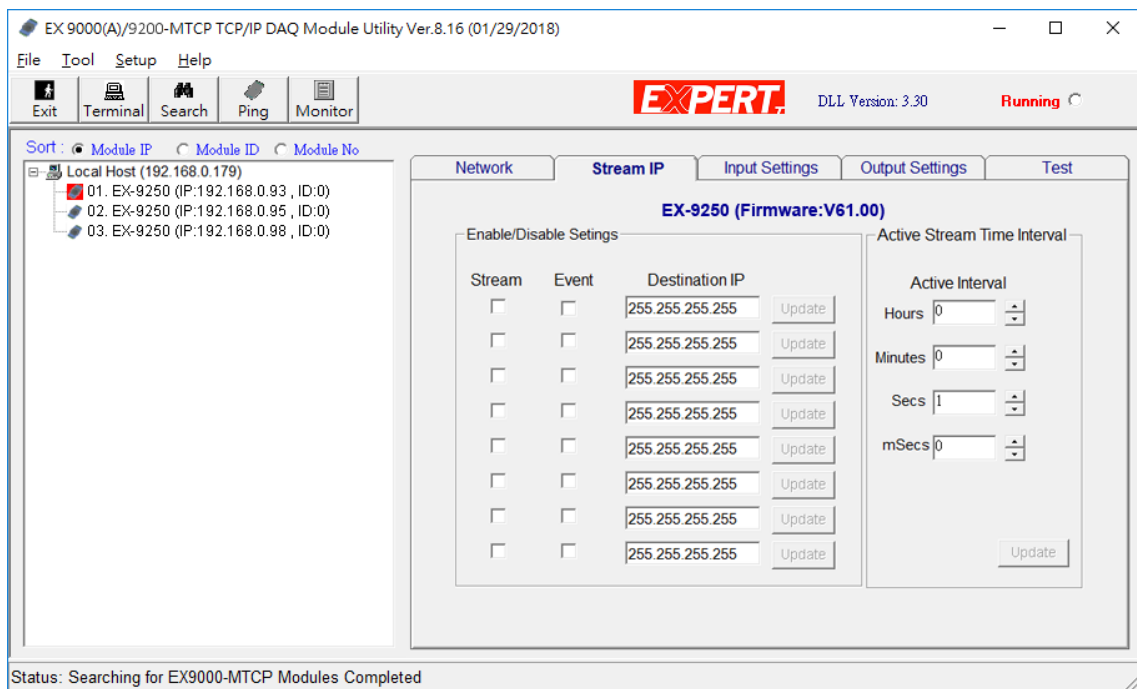 EX 9000(A)/9200-MTCP TCP/IP DAQ Module Utility Ver.8.16 (01/29/2018)
File Tool Setup Help
Exit Terminal Search Ping Monitor
EXPERT DLL Version: 3.30 Running
Sort : Module IP Module ID Module No
Local Host (192.168.0.179)
01. EX-9250 (IP:192.168.0.93 , ID:0)
02. EX-9250 (IP:192.168.0.95 , ID:0)
03. EX-9250 (IP:192.168.0.98 , ID:0)
Network Stream IP Input Settings Output Settings Test
EX-9250 (Firmware:V61.00)
Enable/Disable Setings
Stream Event Destination IP
255.255.255.255 Update
255.255.255.255 Update
255.255.255.255 Update
255.255.255.255 Update
255.255.255.255 Update
255.255.255.255 Update
255.255.255.255 Update
255.255.255.255 Update
Active Stream Time Interval
Active Interval
Hours 0
Minutes 0
Secs 1
mSecs 0
Update
Status: Searching for EX9000-MTCP Modules Completed